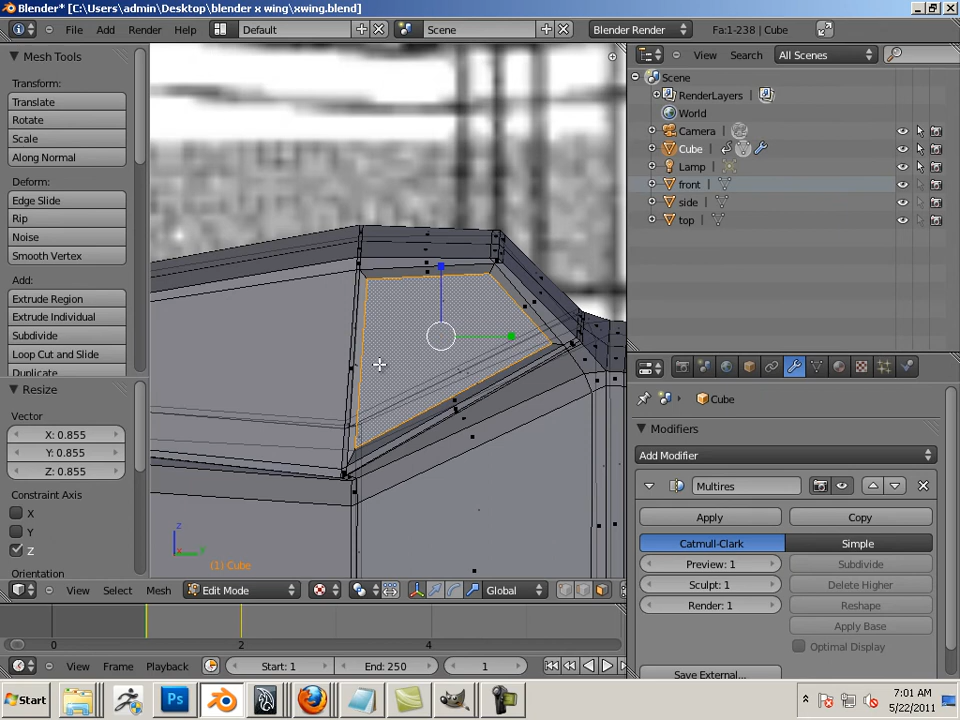 Blender* [C:\Users\admin\Desktop\blender x wing\xwing.blend]
File Add Render Help Default Scene Blender Render Fa:1-238 | Cube
Mesh Tools
Transform:
Translate
Rotate
Scale
Along Normal
Deform:
Edge Slide
Rip
Noise
Smooth Vertex
Add:
Extrude Region
Extrude Individual
Subdivide
Loop Cut and Slide
Duplicate
Resize
Vector
X: 0.855
Y: 0.855
Z: 0.855
Constraint Axis
X
Y
Z
Orientation
z
x
y
(1) Cube
View Select Mesh Edit Mode Global
0 2 4
View Frame Playback Start: 1 End: 250 1
View Search All Scenes
Scene
RenderLayers
World
Camera
Cube
Lamp
front
side
top
Cube
Modifiers
Add Modifier
Multires
Apply Copy
Catmull-Clark Simple
Preview: 1 Subdivide
Sculpt: 1 Delete Higher
Render: 1 Reshape
Apply Base
Optimal Display
Save External...
Start Ps 7:01 AM
5/22/2011